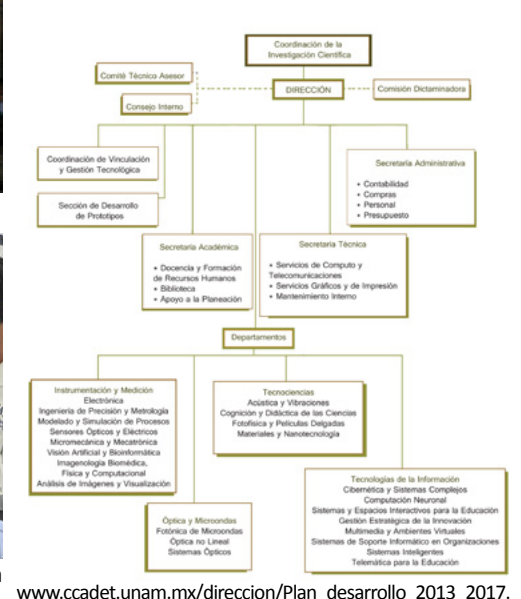 Coordinación de la
Investigación Científica
Comité Técnico Asesor
DIRECCIÓN
Comisión Dictaminadora
Consejo Interno
Coordinación de Vinculación
y Gestión Tecnológica
Sección de Desarrollo
de Prototipos
Secretaría Administrativa
• Contabilidad
• Compras
• Personal
• Presupuesto
Secretaría Académica
• Docencia y Formación
de Recursos Humanos
• Biblioteca
• Apoyo a la Planeación
Secretaría Técnica
• Servicios de Computo y
Telecomunicaciones
• Servicios Gráficos y de Impresión
• Mantenimiento Interno
Departamentos
Instrumentación y Medición
Electrónica
Ingeniería de Precisión y Metrología
Modelado y Simulación de Procesos
Sensores Ópticos y Eléctricos
Micromecánica y Mecatrónica
Visión Artificial y Bioinformática
Imagenología Biomédica,
Física y Computacional
Análisis de Imágenes y Visualización
Tecnociencias
Acústica y Vibraciones
Cognición y Didáctica de las Ciencias
Fotofísica y Películas Delgadas
Materiales y Nanotecnología
Óptica y Microondas
Fotónica de Microondas
Óptica no Lineal
Sistemas Ópticos
Tecnologías de la Información
Cibernética y Sistemas Complejos
Computación Neuronal
Sistemas y Espacios Interactivos para la Educación
Gestión Estratégica de la Innovación
Multimedia y Ambientes Virtuales
Sistemas de Soporte Informático en Organizaciones
Sistemas Inteligentes
Telemática para la Educación
www.ccadet.unam.mx/direccion/Plan_desarrollo_2013_2017.